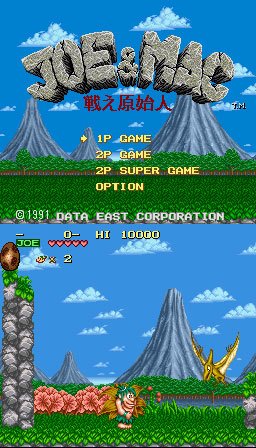 JOE & MAC
戦え原始人
TM
1P GAME
2P GAME
2P SUPER GAME
OPTION
©1991 DATA EAST CORPORATION
- 0- HI 10000
JOE
x 2